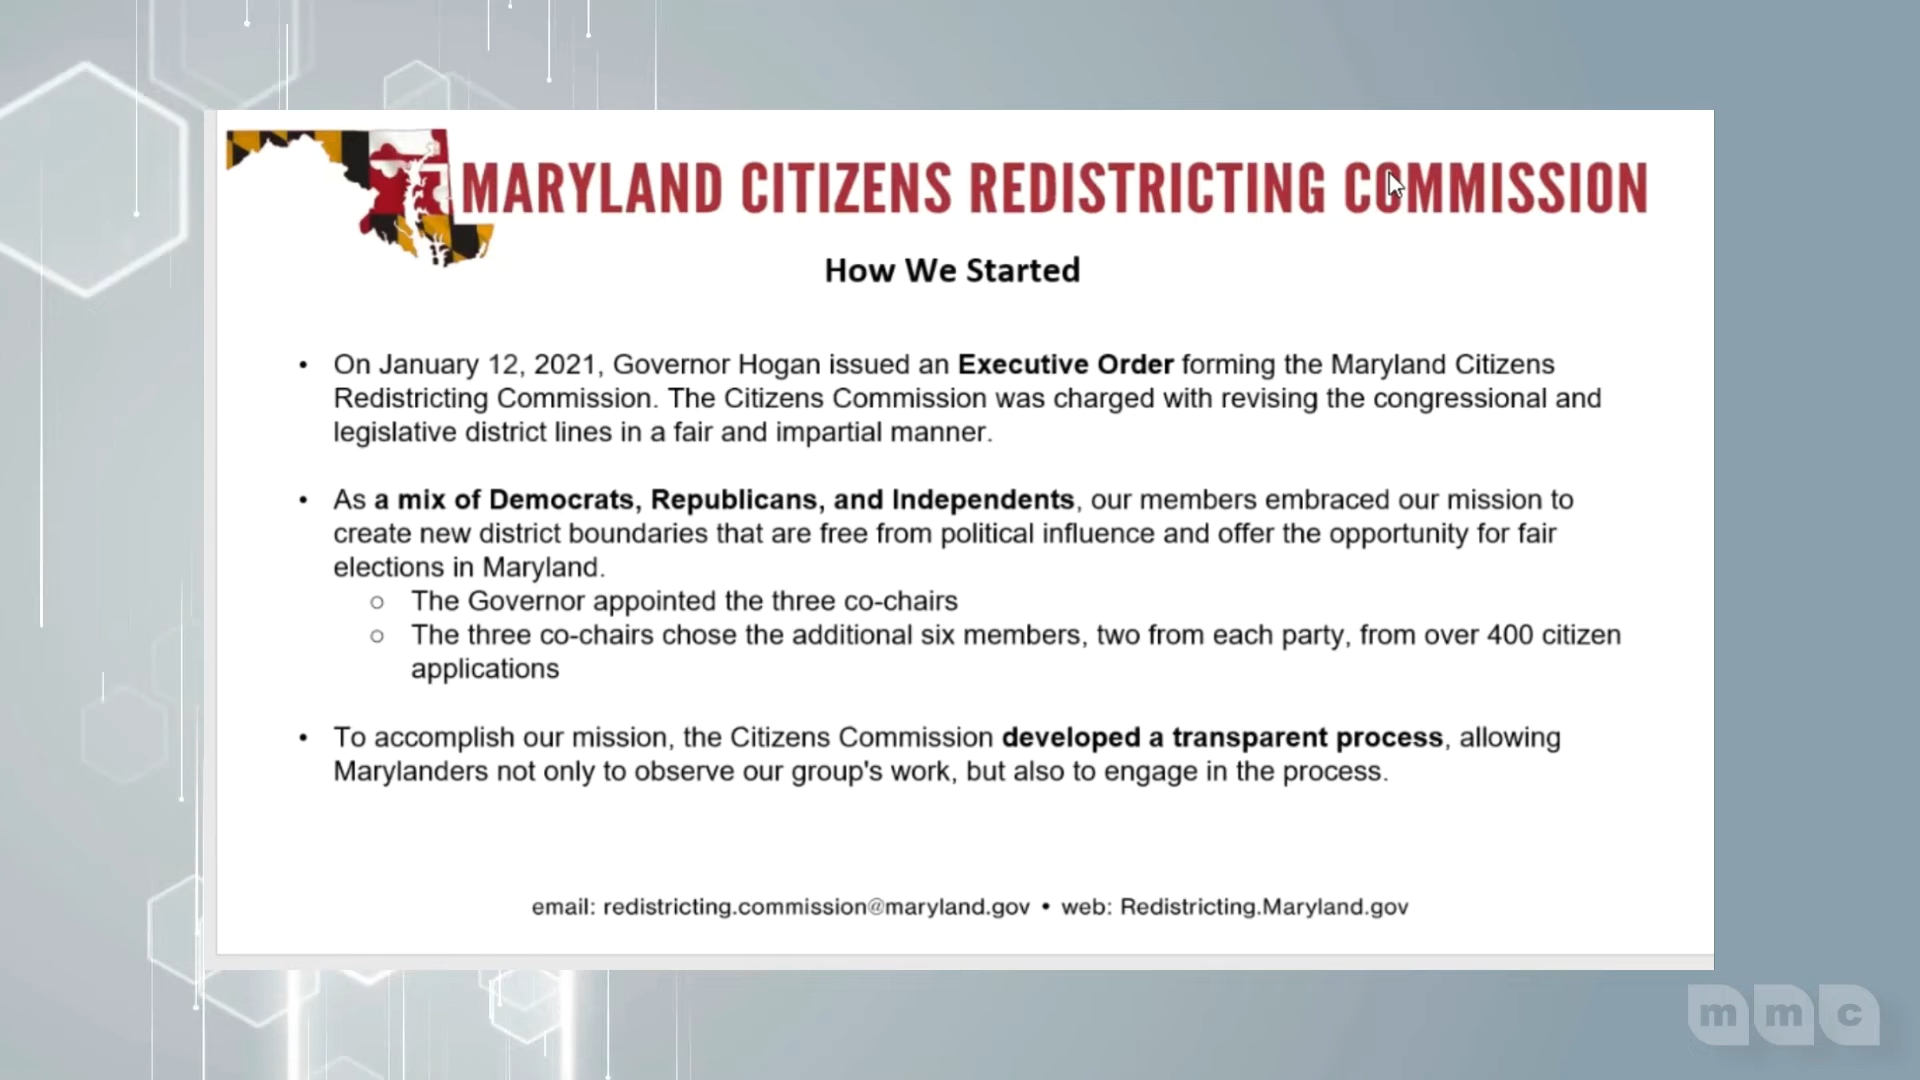 MARYLAND CITIZENS REDISTRICTING COMMISSION
How We Started
• On January 12, 2021, Governor Hogan issued an Executive Order forming the Maryland Citizens
Redistricting Commission. The Citizens Commission was charged with revising the congressional and
legislative district lines in a fair and impartial manner.
• As a mix of Democrats, Republicans, and Independents, our members embraced our mission to
create new district boundaries that are free from political influence and offer the opportunity for fair
elections in Maryland.
○ The Governor appointed the three co-chairs
○ The three co-chairs chose the additional six members, two from each party, from over 400 citizen
applications
• To accomplish our mission, the Citizens Commission developed a transparent process, allowing
Marylanders not only to observe our group's work, but also to engage in the process.
email: redistricting.commission@maryland.gov • web: Redistricting.Maryland.gov
mmc